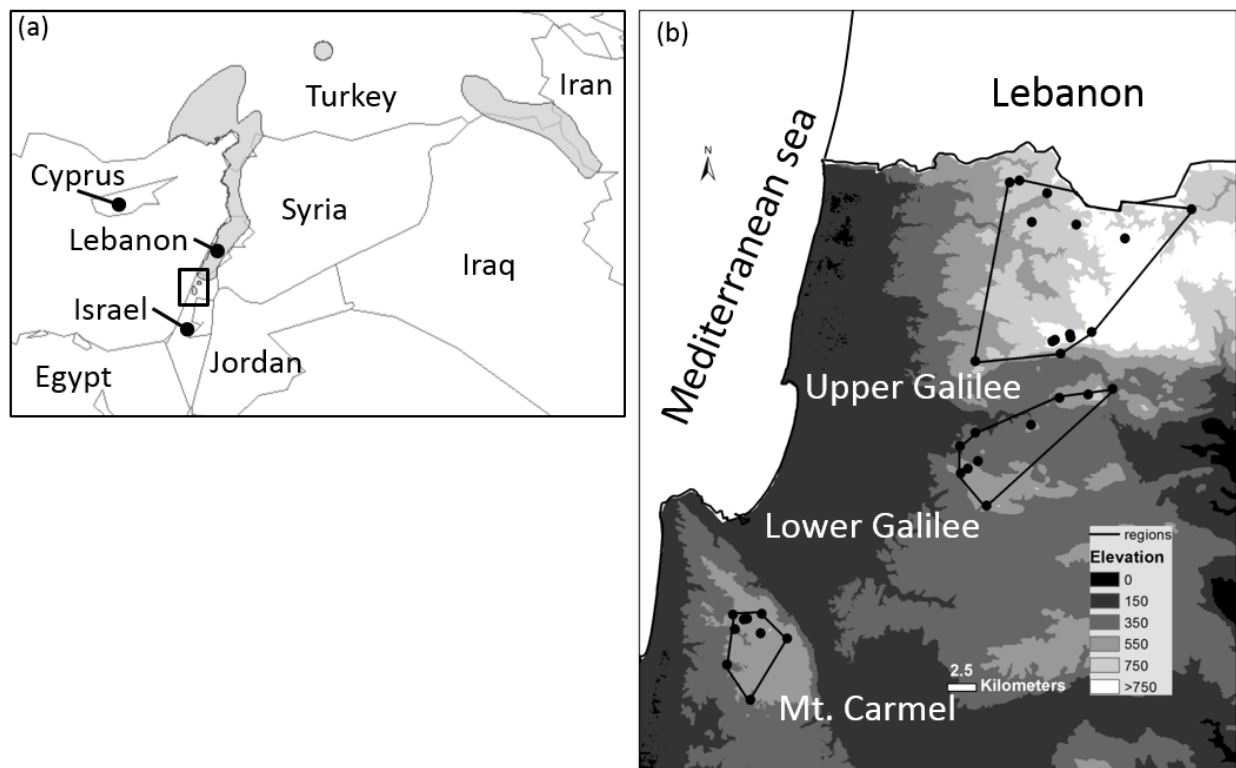 (a)
Turkey
Iran
Cyprus
Syria
Lebanon
Iraq
Israel
Jordan
Egypt
(b)
Lebanon
N
Mediterranean sea
Upper Galilee
Lower Galilee
regions
Elevation
0
150
350
550
750
>750
2.5
Kilometers
Mt. Carmel